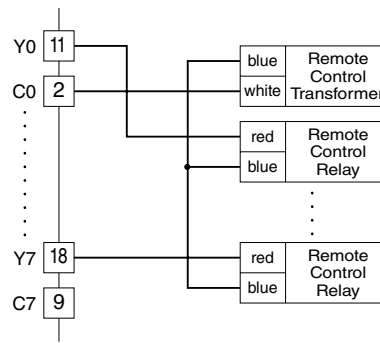 Y0 11
C0 2
Y7 18
C7 9
blue
white
Remote
Control
Transformer
red
blue
Remote
Control
Relay
red
blue
Remote
Control
Relay